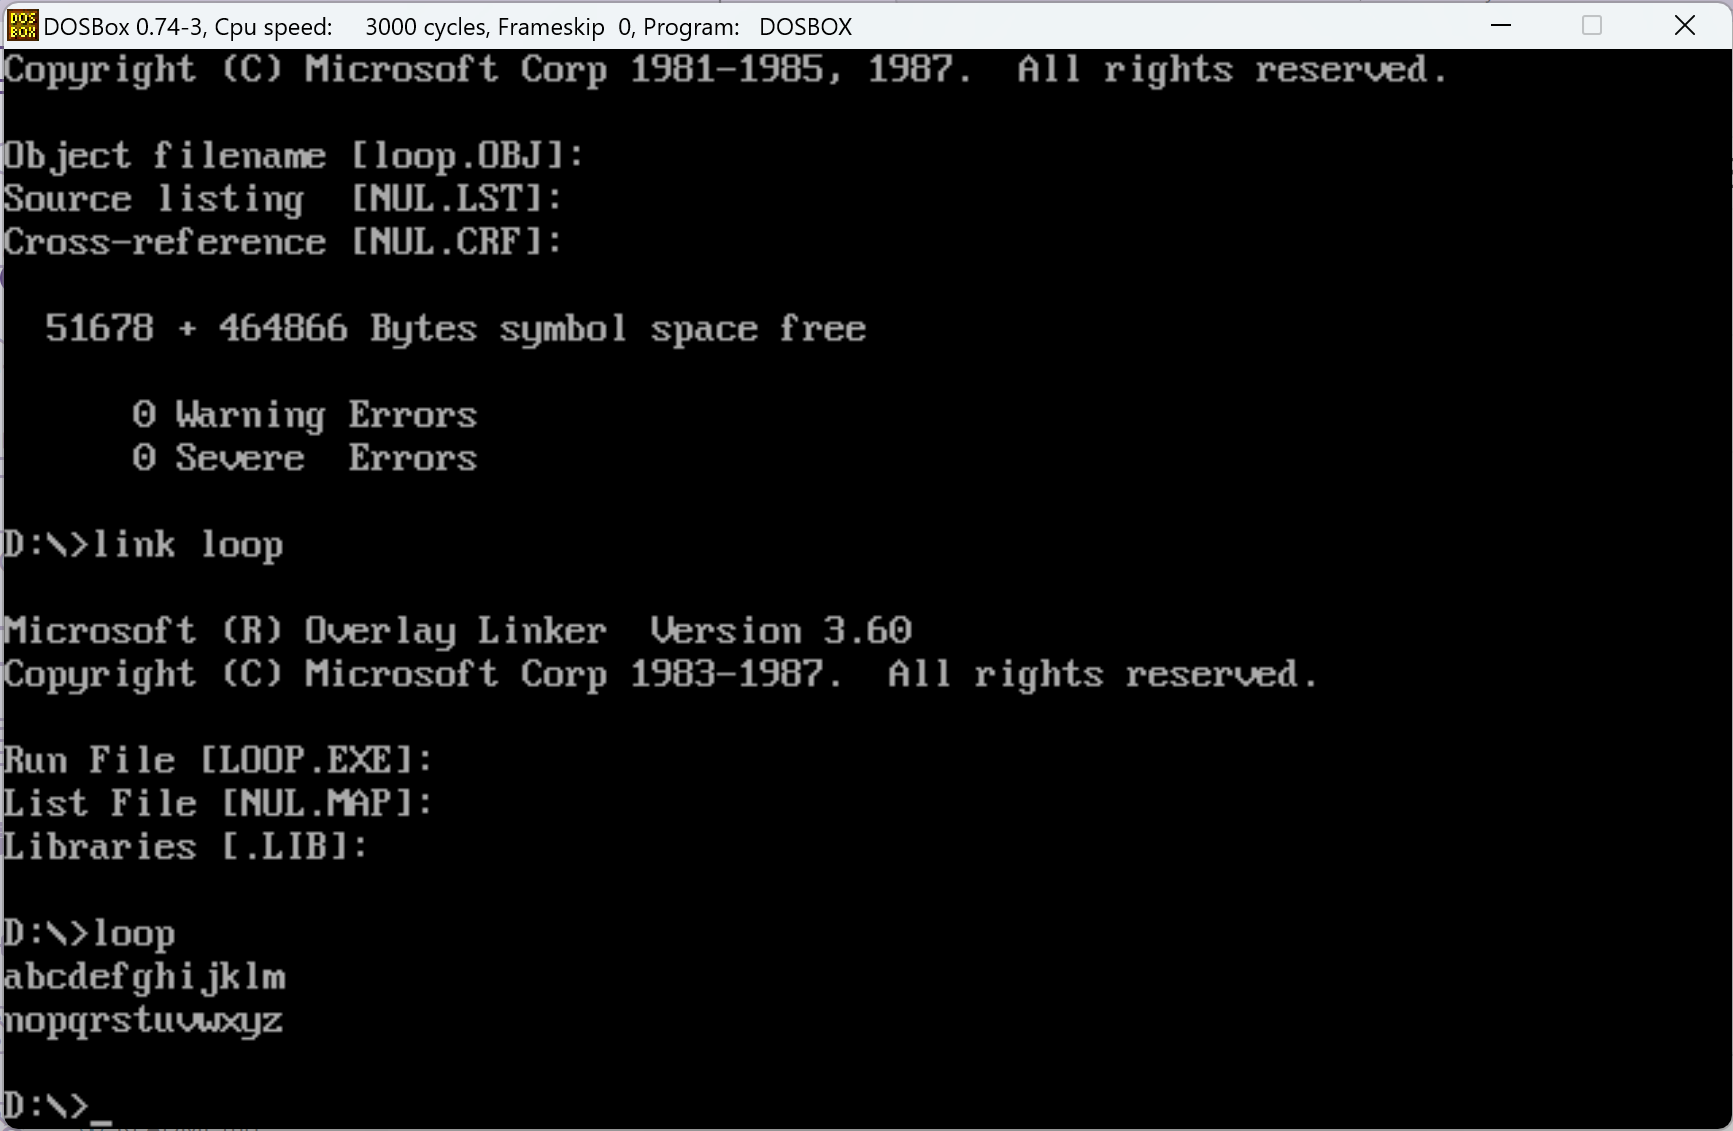 DOSBox 0.74-3, Cpu speed:    3000 cycles, Frameskip  0, Program:   DOSBOX
Copyright (C) Microsoft Corp 1981-1985, 1987.  All rights reserved.
Object filename [loop.OBJ]:
Source listing  [NUL.LST]:
Cross-reference [NUL.CRF]:
  51678 + 464866 Bytes symbol space free
      0 Warning Errors
      0 Severe  Errors
D:\>link loop
Microsoft (R) Overlay Linker  Version 3.60
Copyright (C) Microsoft Corp 1983-1987.  All rights reserved.
Run File [LOOP.EXE]:
List File [NUL.MAP]:
Libraries [.LIB]:
D:\>loop
abcdefghijklm
nopqrstuvwxyz
D:\>_